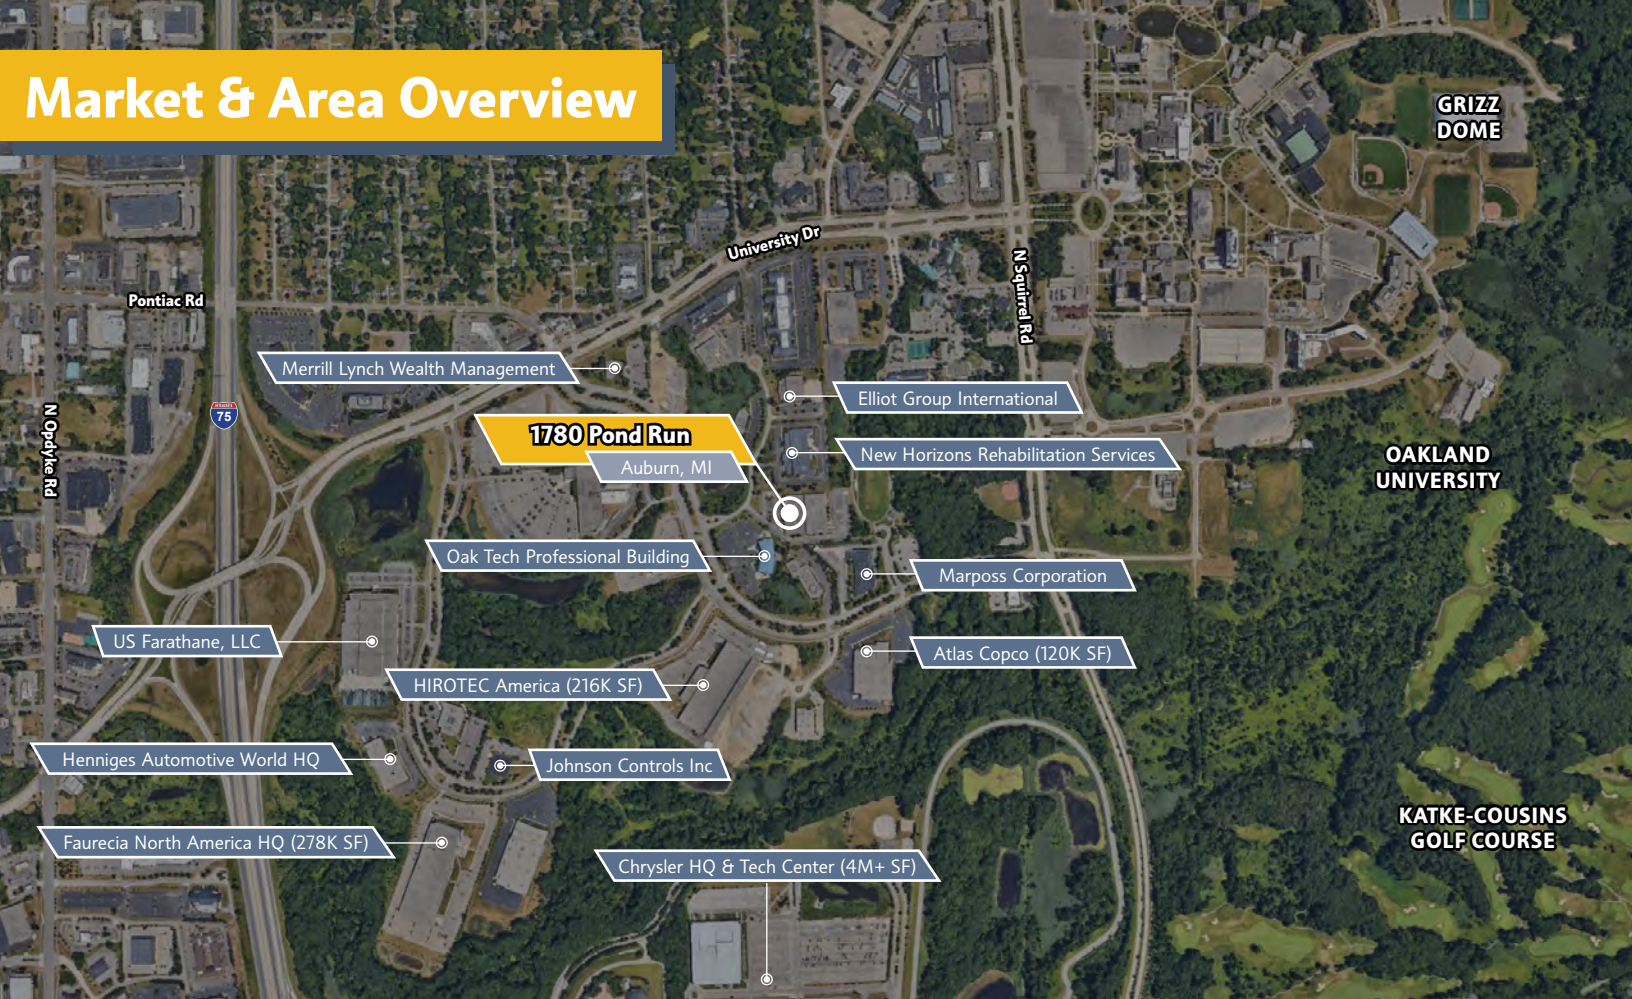 Market & Area Overview
GRIZZ
DOME
University Dr
N Squirrel Rd
Pontiac Rd
Merrill Lynch Wealth Management
Elliot Group International
INTERSTATE
75
N Opdyke Rd
1780 Pond Run
Auburn, MI
New Horizons Rehabilitation Services
OAKLAND
UNIVERSITY
Oak Tech Professional Building
Marposs Corporation
US Farathane, LLC
Atlas Copco (120K SF)
HIROTEC America (216K SF)
Henniges Automotive World HQ
Johnson Controls Inc
KATKE-COUSINS
GOLF COURSE
Faurecia North America HQ (278K SF)
Chrysler HQ & Tech Center (4M+ SF)